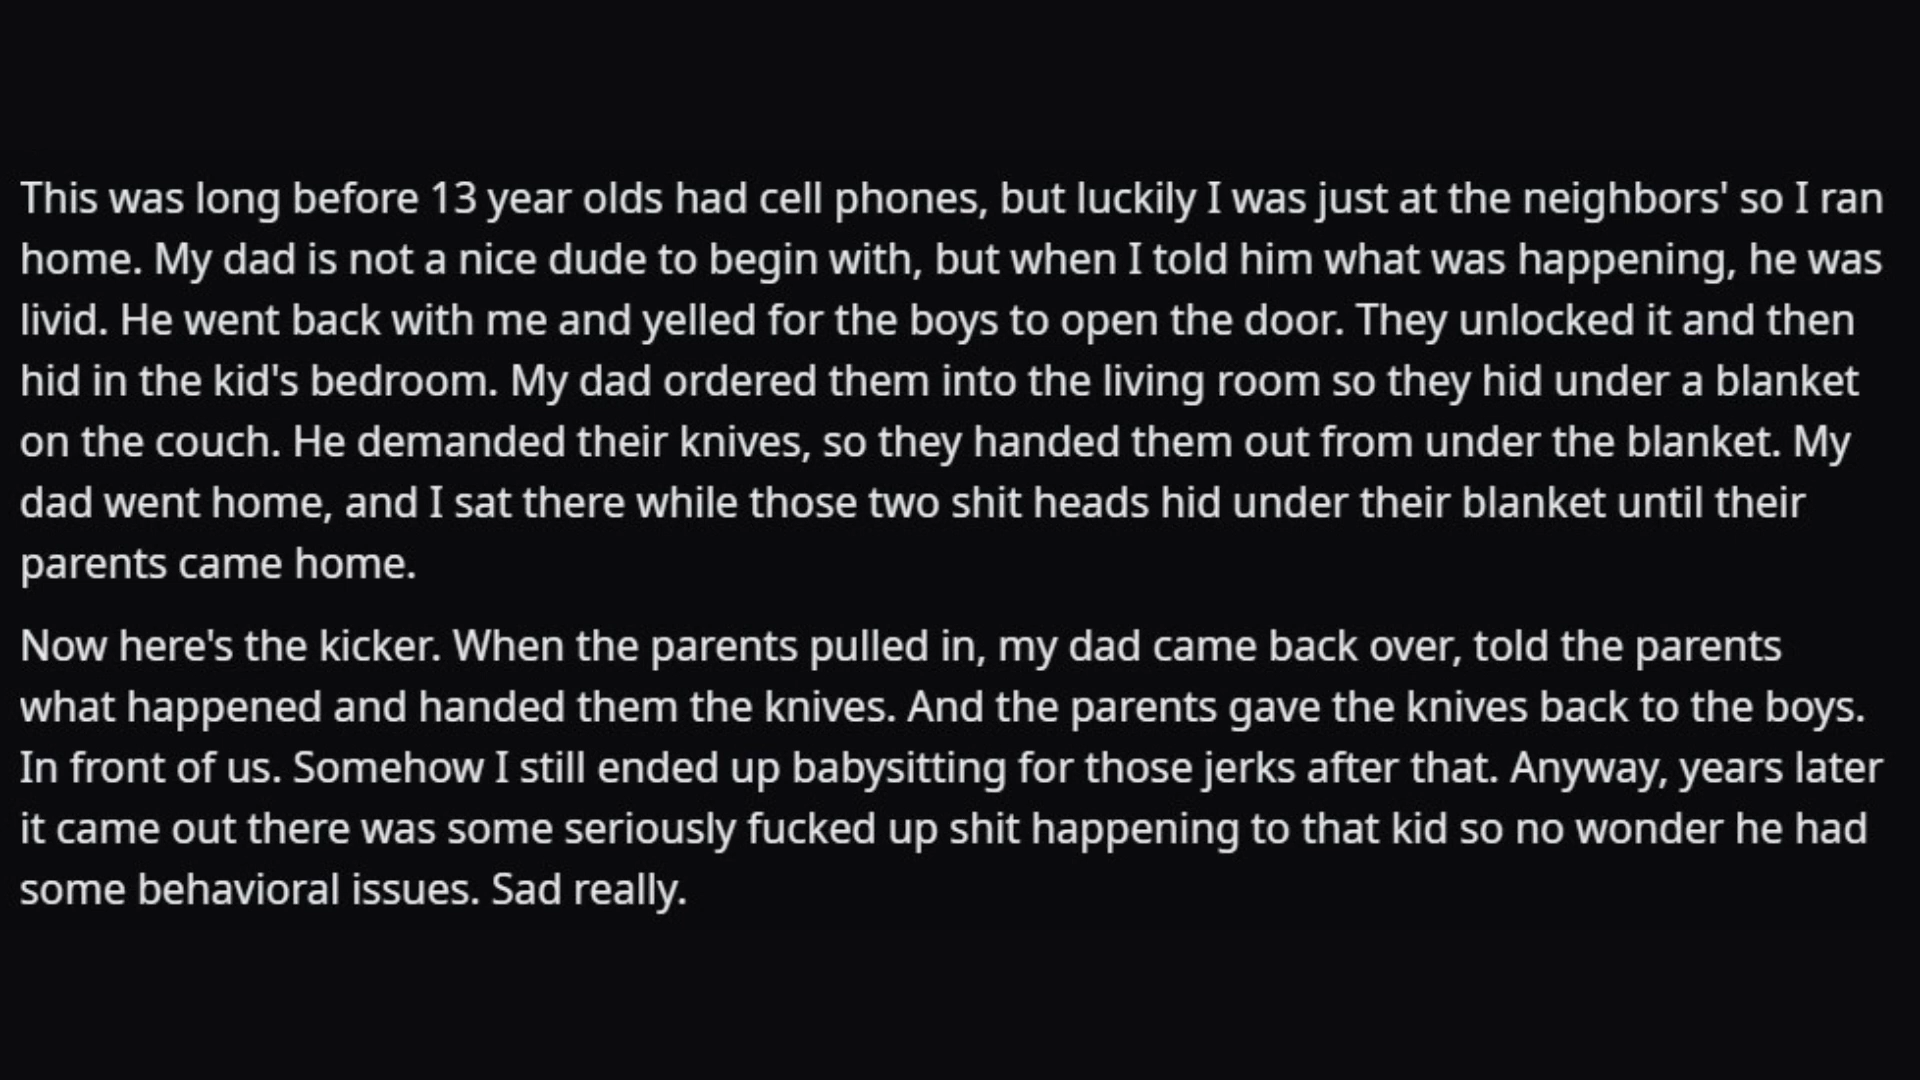 This was long before 13 year olds had cell phones, but luckily I was just at the neighbors' so I ran
home. My dad is not a nice dude to begin with, but when I told him what was happening, he was
livid. He went back with me and yelled for the boys to open the door. They unlocked it and then
hid in the kid's bedroom. My dad ordered them into the living room so they hid under a blanket
on the couch. He demanded their knives, so they handed them out from under the blanket. My
dad went home, and I sat there while those two shit heads hid under their blanket until their
parents came home.
Now here's the kicker. When the parents pulled in, my dad came back over, told the parents
what happened and handed them the knives. And the parents gave the knives back to the boys.
In front of us. Somehow I still ended up babysitting for those jerks after that. Anyway, years later
it came out there was some seriously fucked up shit happening to that kid so no wonder he had
some behavioral issues. Sad really.